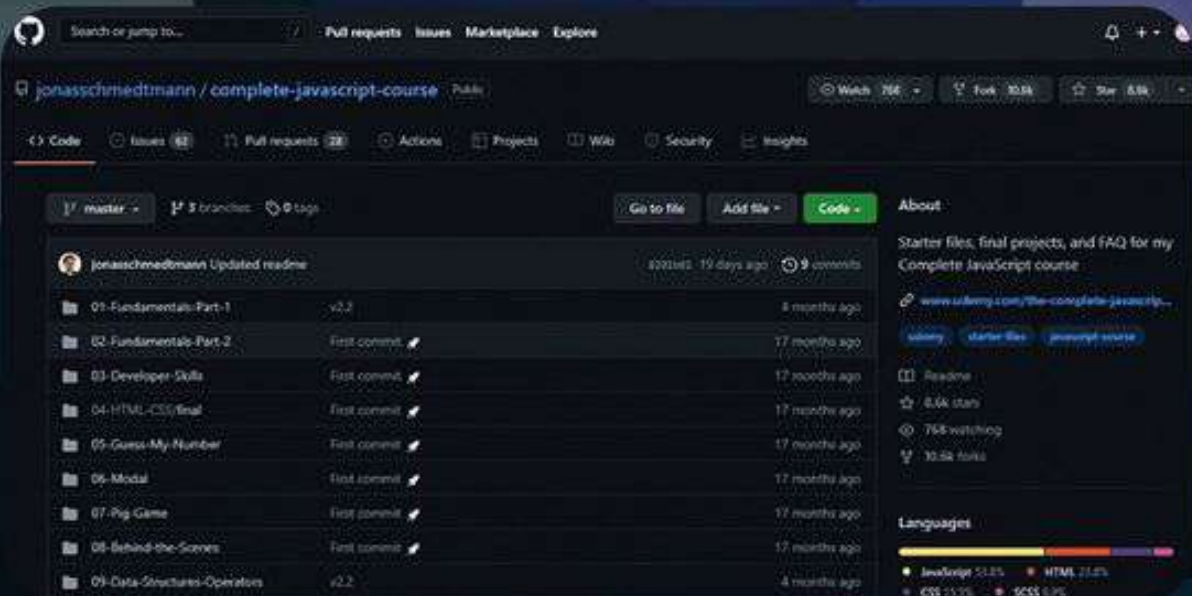 Search or jump to... / Pull requests Issues Marketplace Explore
jonasschmedtmann / complete-javascript-course Public
Watch 768 Fork 10.6k Star 8.6k
<> Code Issues 62 Pull requests 28 Actions Projects Wiki Security Insights
master 3 branches 0 tags Go to file Add file Code
About
Starter files, final projects, and FAQ for my
Complete JavaScript course
www.udemy.com/the-complete-javascrip...
udemy starter-files javascript-course
Readme
8.6k stars
768 watching
10.6k forks
Languages
JavaScript HTML
CSS SCSS
jonasschmedtmann Updated readme 19 days ago 9 commits
01-Fundamentals-Part-1 v2.2 4 months ago
02-Fundamentals-Part-2 First commit 17 months ago
03-Developer-Skills First commit 17 months ago
04-HTML-CSS/final First commit 17 months ago
05-Guess-My-Number First commit 17 months ago
06-Modal First commit 17 months ago
07-Pig-Game First commit 17 months ago
08-Behind-the-Scenes First commit 17 months ago
09-Data-Structures-Operators v2.2 4 months ago